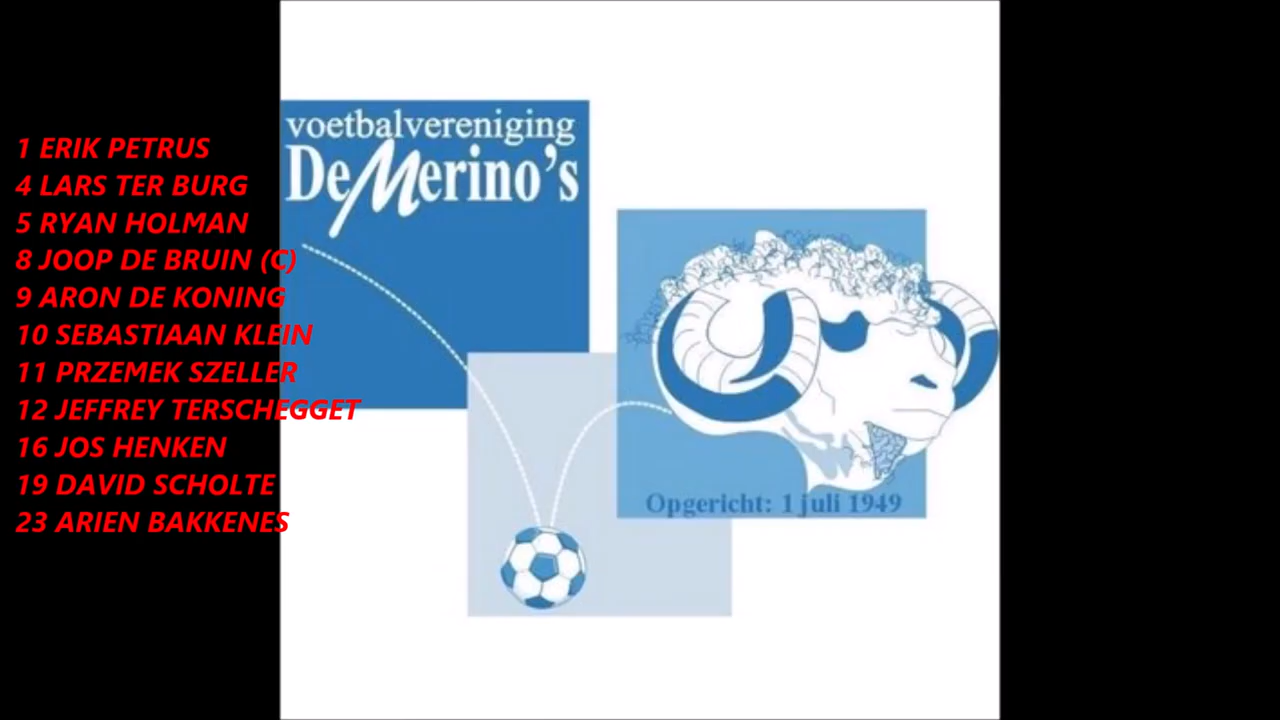 1 ERIK PETRUS
4 LARS TER BURG
5 RYAN HOLMAN
8 JOOP DE BRUIN (C)
9 ARON DE KONING
10 SEBASTIAAN KLEIN
11 PRZEMEK SZELLER
12 JEFFREY TERSCHEGGET
16 JOS HENKEN
19 DAVID SCHOLTE
23 ARIEN BAKKENES
voetbalvereniging
De Merino's
Opgericht: 1 juli 1949